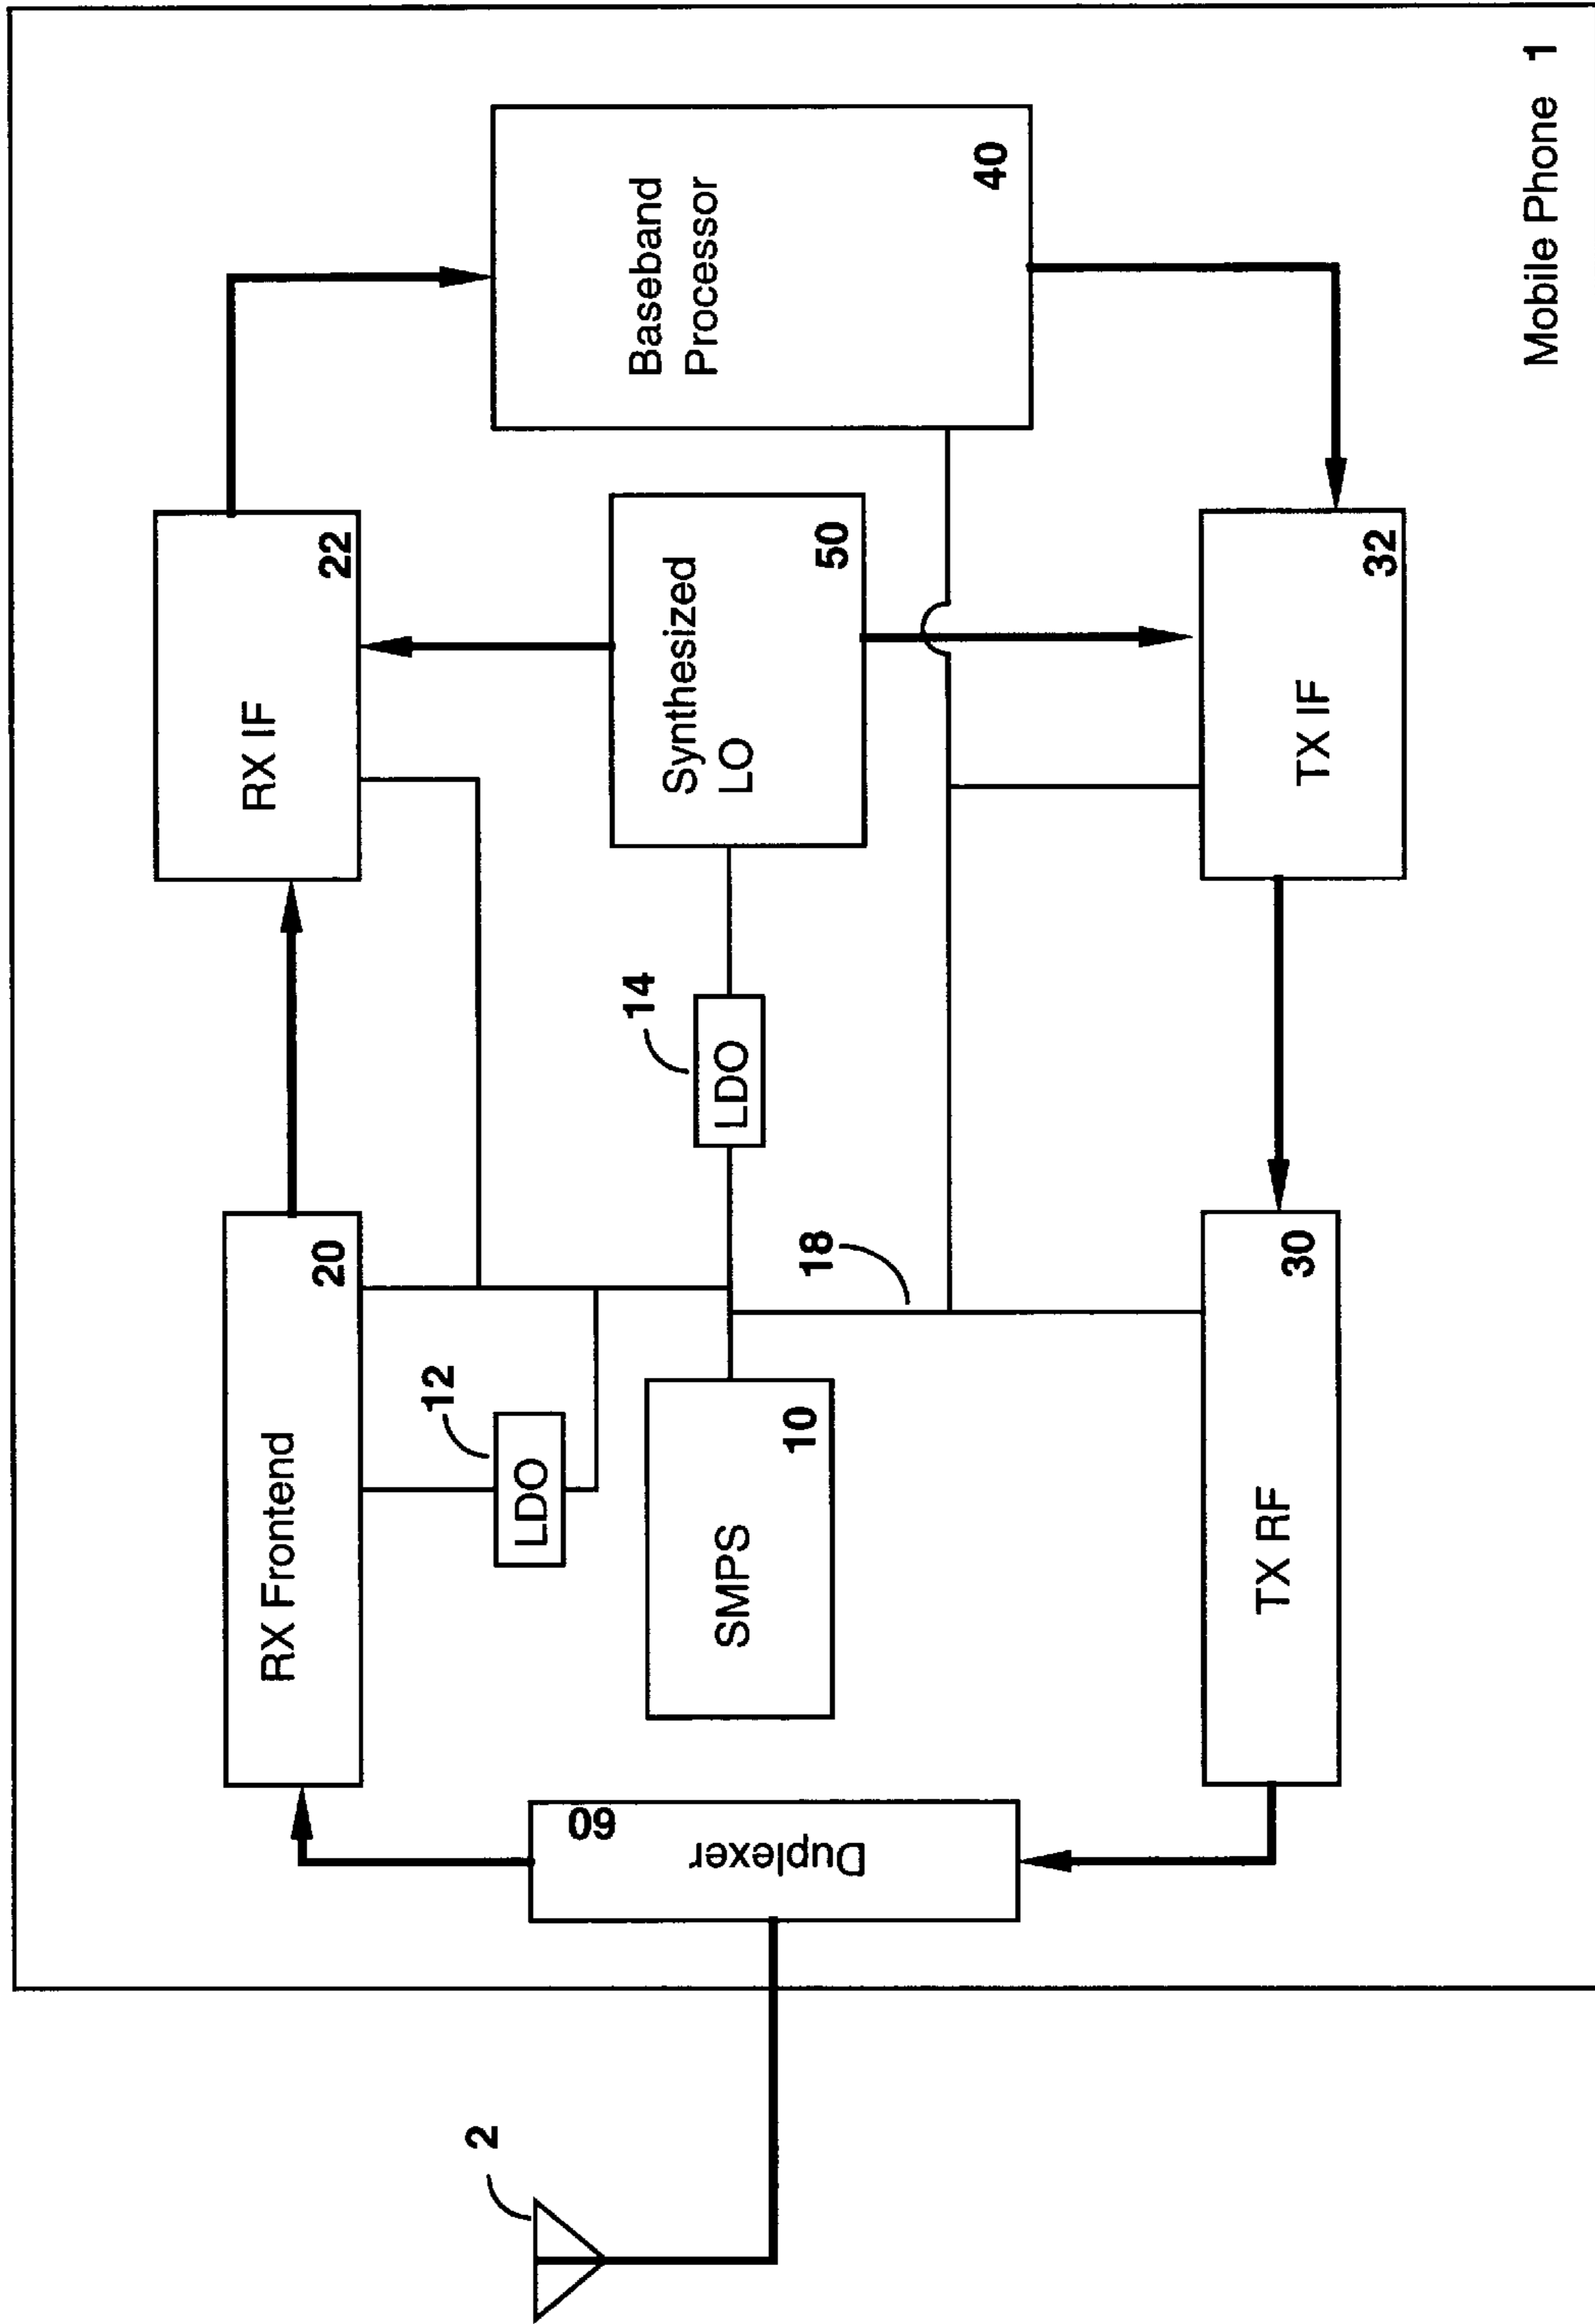 RX Frontend
20
RX IF
22
12
LDO
2
Duplexer
60
SMPS
10
14
LDO
Synthesized
LO
50
Baseband
Processor
40
18
TX RF
30
TX IF
32
Mobile Phone 1